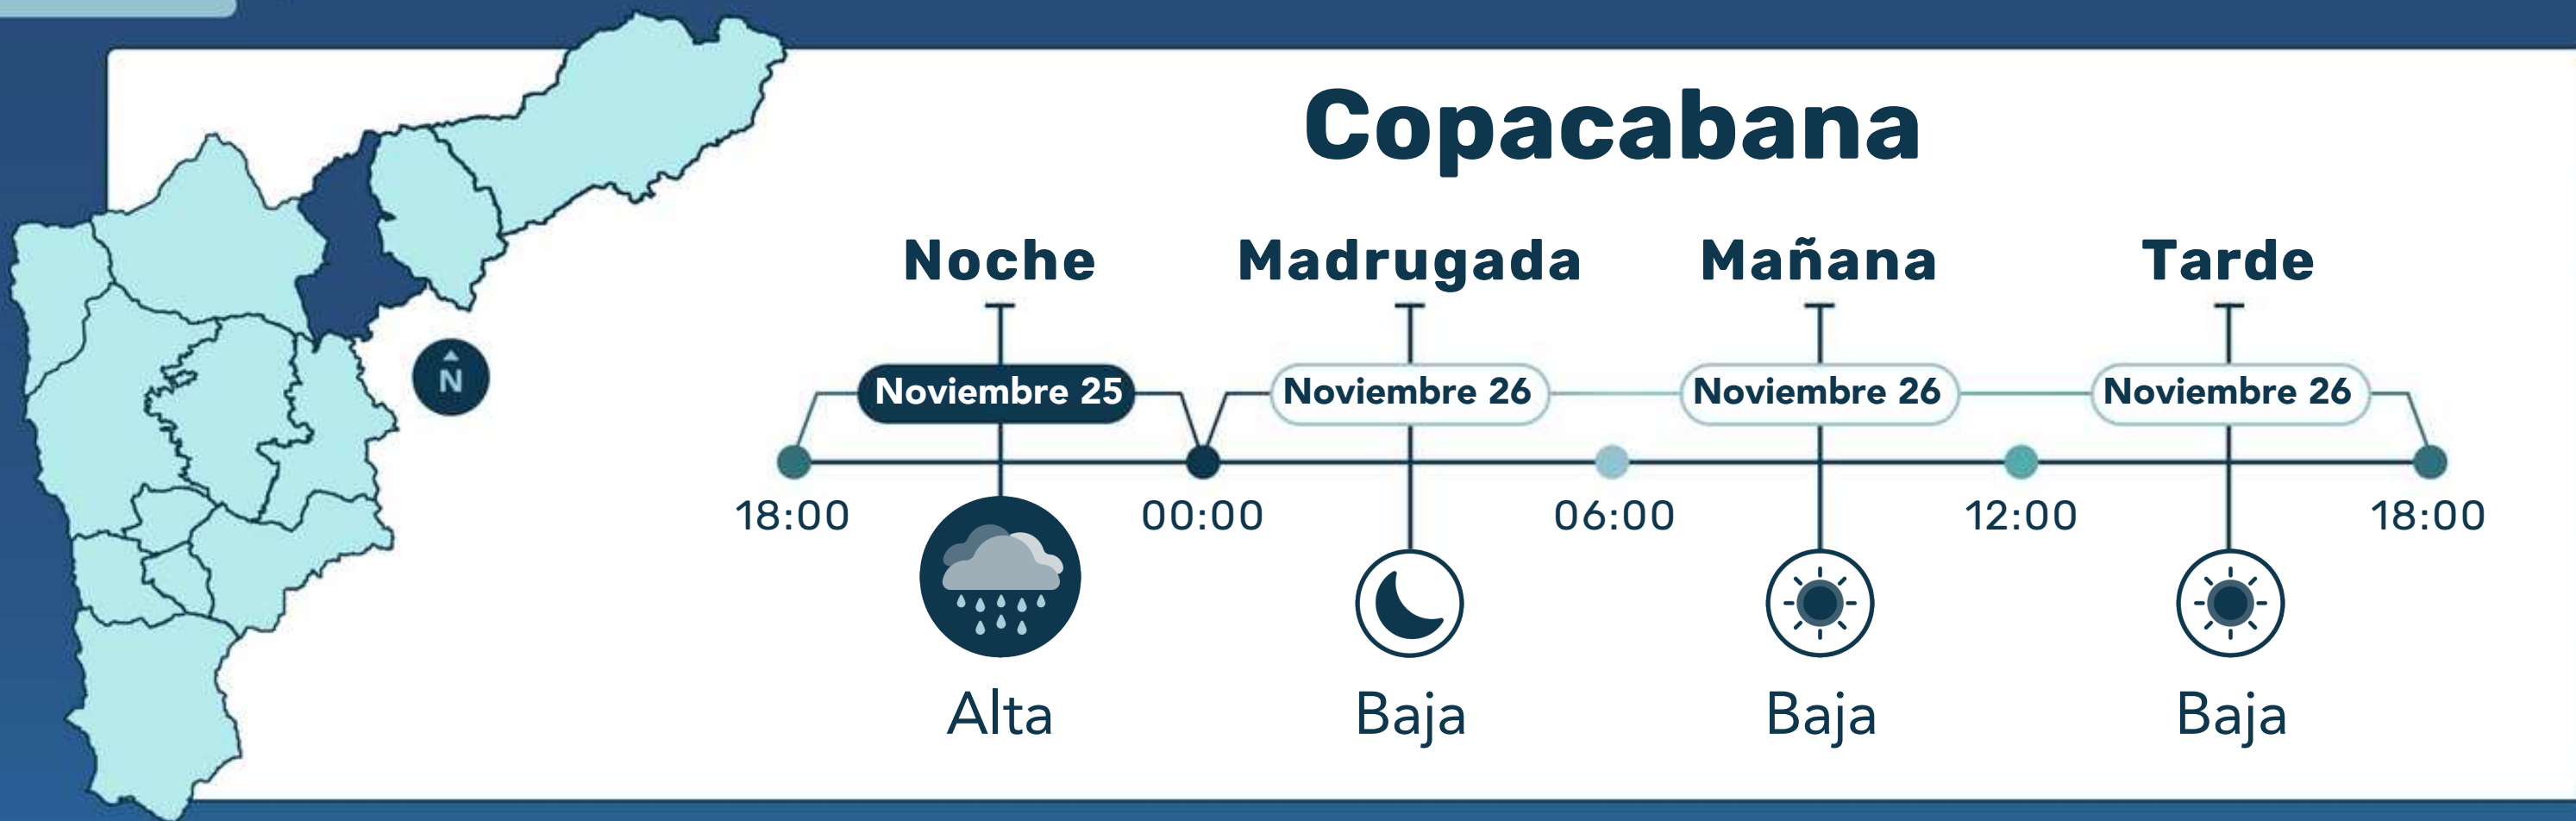 Copacabana
Noche Madrugada Mañana Tarde
Noviembre 25 Noviembre 26 Noviembre 26 Noviembre 26
N
18:00 00:00 06:00 12:00 18:00
Alta Baja Baja Baja